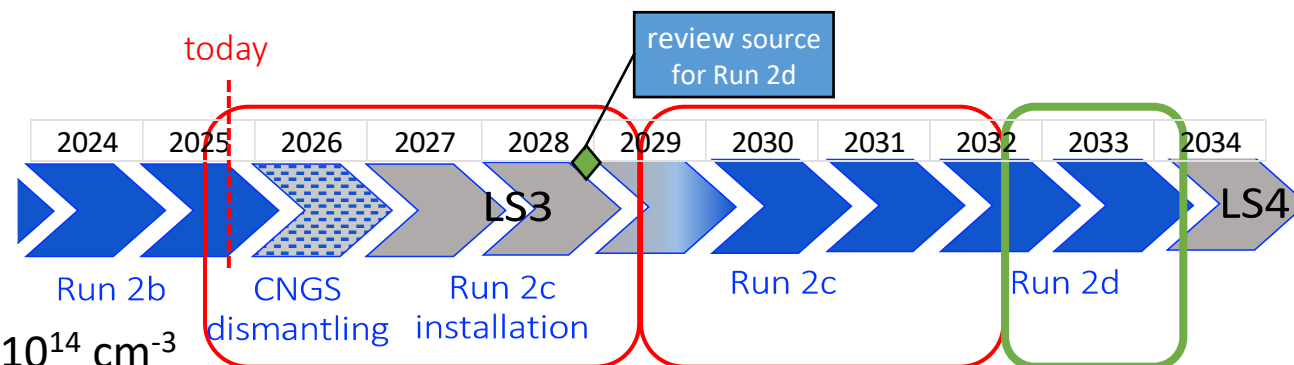 review source
for Run 2d
today
2024 2025 2026 2027 2028 2029 2030 2031 2032 2033 2034
LS3 LS4
Run 2b CNGS Run 2c Run 2c Run 2d
dismantling installation
10¹⁴ cm⁻³